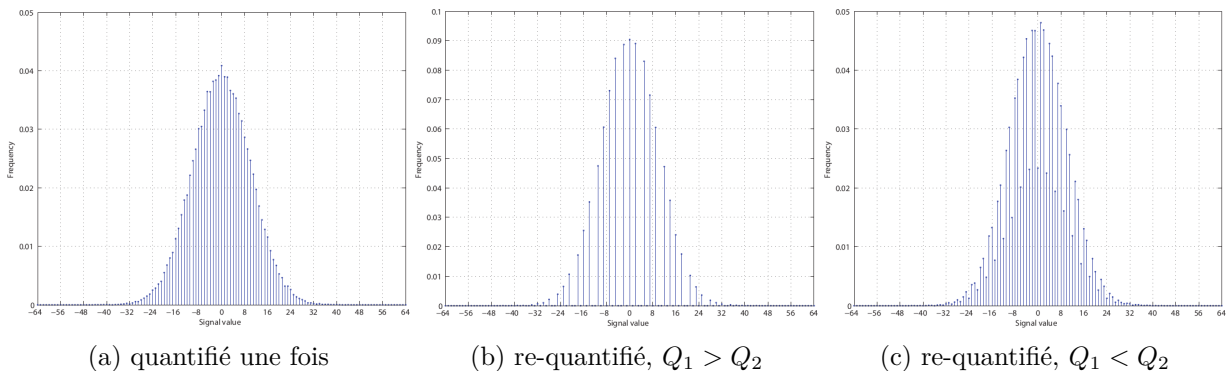 0.05
0.04
0.03
0.02
0.01
0
Frequency
−64 −56 −48 −40 −32 −24 −16 −8 0 8 16 24 32 40 48 56 64
Signal value
(a) quantifié une fois
0.1
0.09
0.08
0.07
0.06
0.05
0.04
0.03
0.02
0.01
0
Frequency
−64 −56 −48 −40 −32 −24 −16 −8 0 8 16 24 32 40 48 56 64
Signal value
(b) re-quantifié, Q1 > Q2
0.05
0.04
0.03
0.02
0.01
0
Frequency
−64 −56 −48 −40 −32 −24 −16 −8 0 8 16 24 32 40 48 56 64
Signal value
(c) re-quantifié, Q1 < Q2